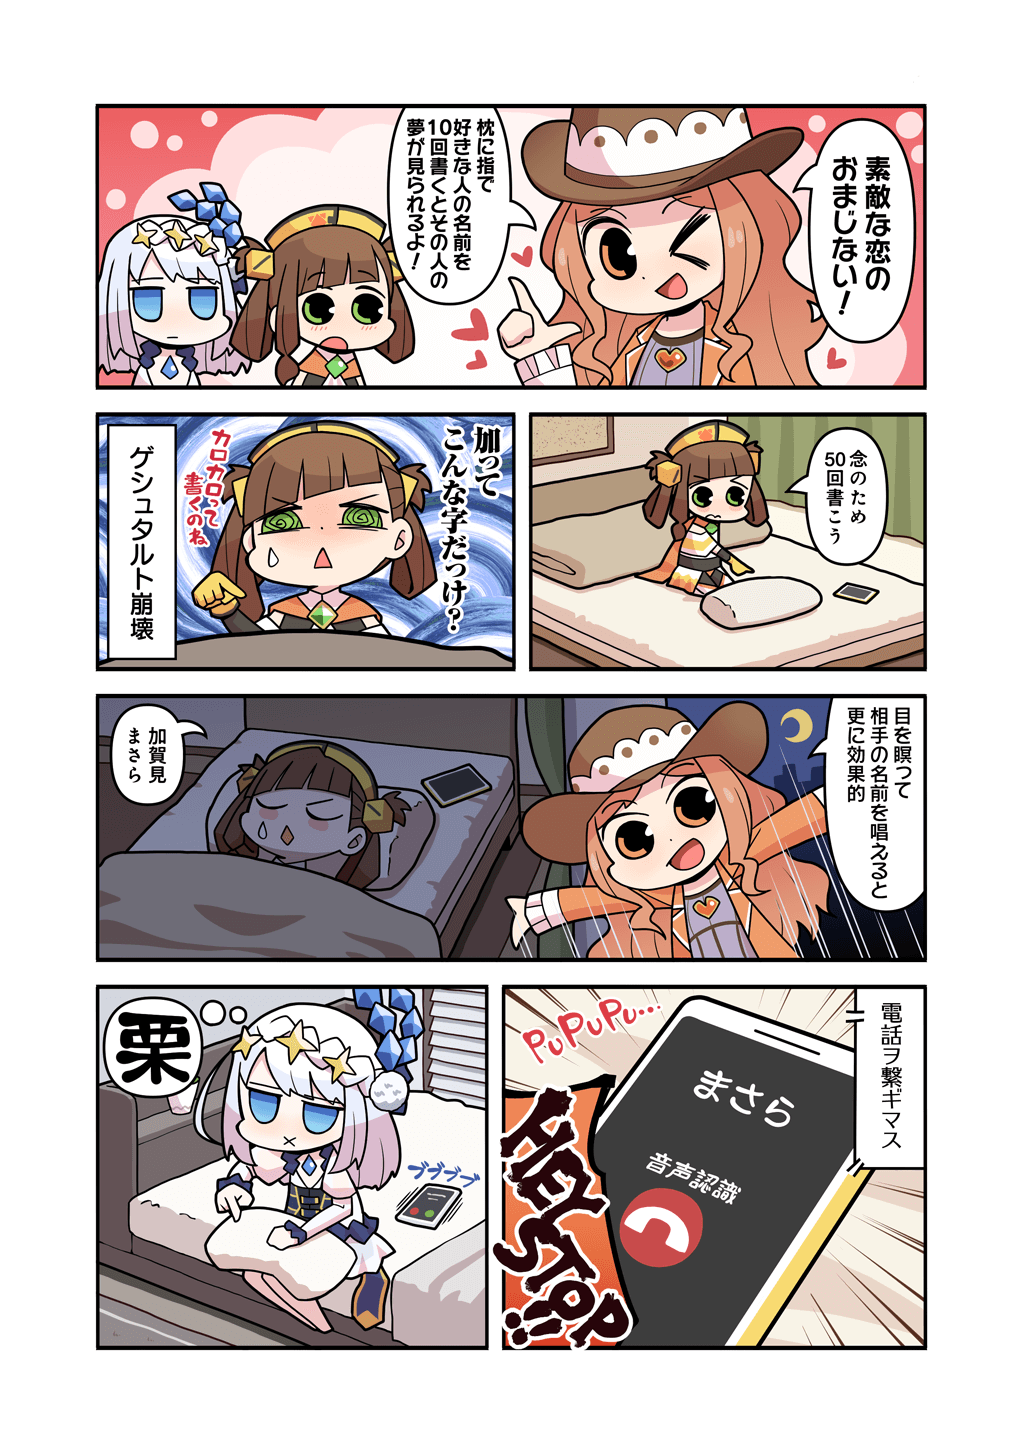 素敵な恋の
おまじない！
枕に指で
好きな人の名前を
10回書くとその人の
夢が見られるよ！
念のため
50回書こう
加って
こんな字だっけ？
カロカロって
書くのね
ゲシュタルト崩壊
目を瞑って
相手の名前を唱えると
更に効果的
加賀見
まさら
電話ヲ繋ギマス
PuPuPuPu…
まさら
音声認識
HEY STOP!!
ブブブブ
栗